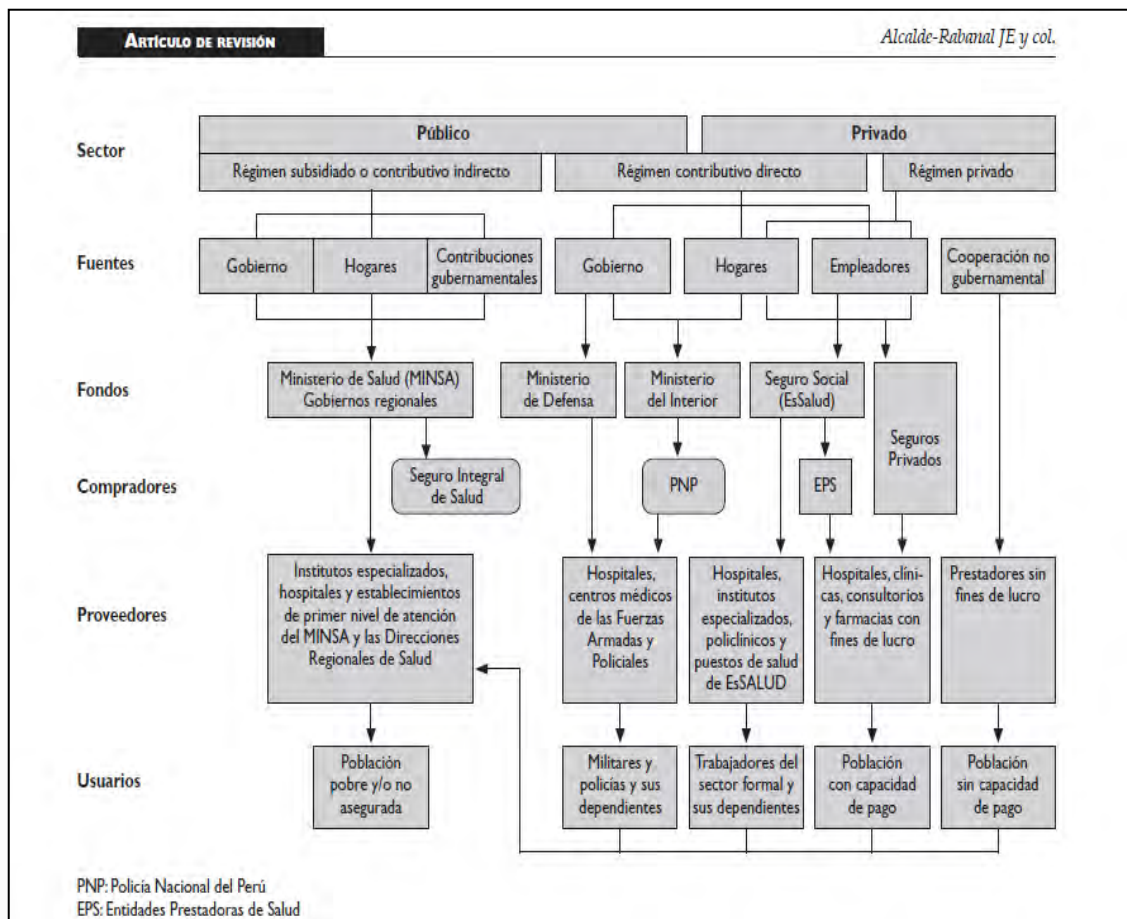 ARTÍCULO DE REVISIÓN
Alcalde-Rabanal JE y col.
Sector
Público
Privado
Régimen subsidiado o contributivo indirecto
Régimen contributivo directo
Régimen privado
Fuentes
Gobierno
Hogares
Contribuciones
gubernamentales
Gobierno
Hogares
Empleadores
Cooperación no
gubernamental
Fondos
Ministerio de Salud (MINSA)
Gobiernos regionales
Ministerio
de Defensa
Ministerio
del Interior
Seguro Social
(EsSalud)
Seguros
Privados
Compradores
Seguro Integral
de Salud
PNP
EPS
Proveedores
Institutos especializados,
hospitales y establecimientos
de primer nivel de atención
del MINSA y las Direcciones
Regionales de Salud
Hospitales,
centros médicos
de las Fuerzas
Armadas y
Policiales
Hospitales,
institutos
especializados,
policlínicos y
puestos de salud
de EsSALUD
Hospitales, clíni-
cas, consultorios
y farmacias con
fines de lucro
Prestadores sin
fines de lucro
Usuarios
Población
pobre y/o no
asegurada
Militares y
policías y sus
dependientes
Trabajadores del
sector formal y
sus dependientes
Población
con capacidad
de pago
Población
sin capacidad
de pago
PNP: Policía Nacional del Perú
EPS: Entidades Prestadoras de Salud